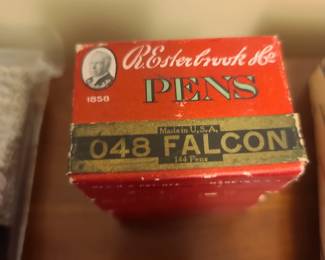 R. Esterbrook & Co
1858
PENS
Made in U.S.A.
048 FALCON
144 Pens